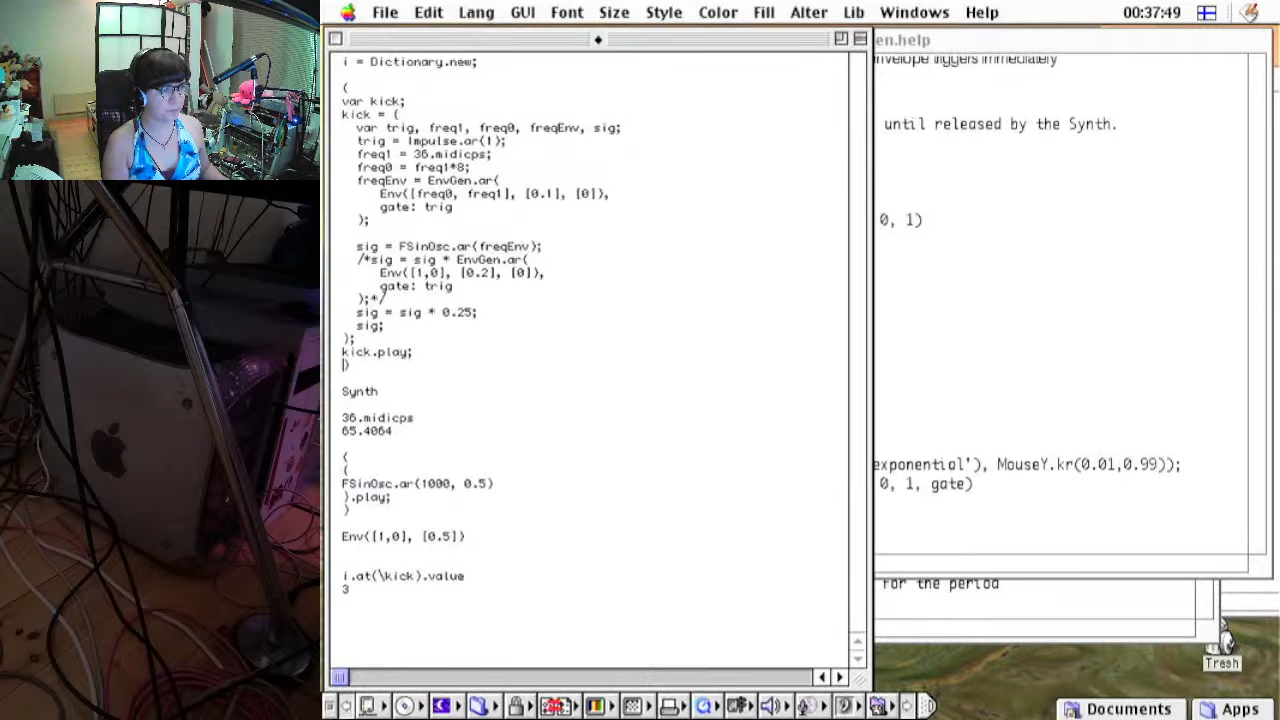 File Edit Lang GUI Font Size Style Color Fill Alter Lib Windows Help 00:37:49
en.help
i = Dictionary.new;
(
var kick;
kick = {
var trig, freq1, freq0, freqEnv, sig;
trig = Impulse.ar(1);
freq1 = 36.midicps;
freq0 = freq1*8;
freqEnv = EnvGen.ar(
Env([freq0, freq1], [0.1], [0]),
gate: trig
);
sig = FSinOsc.ar(freqEnv);
/*sig = sig * EnvGen.ar(
Env([1,0], [0.2], [0]),
gate: trig
);*/
sig = sig * 0.25;
sig;
};
kick.play;
)
Synth
36.midicps
65.4064
(
{
FSinOsc.ar(1000, 0.5)
}.play;
)
Env([1,0], [0.5])
i.at(\kick).value
3
nvelope triggers immediately
until released by the Synth.
0, 1)
exponential'), MouseY.kr(0.01,0.99));
0, 1, gate)
for the period
Trash
Documents
Apps